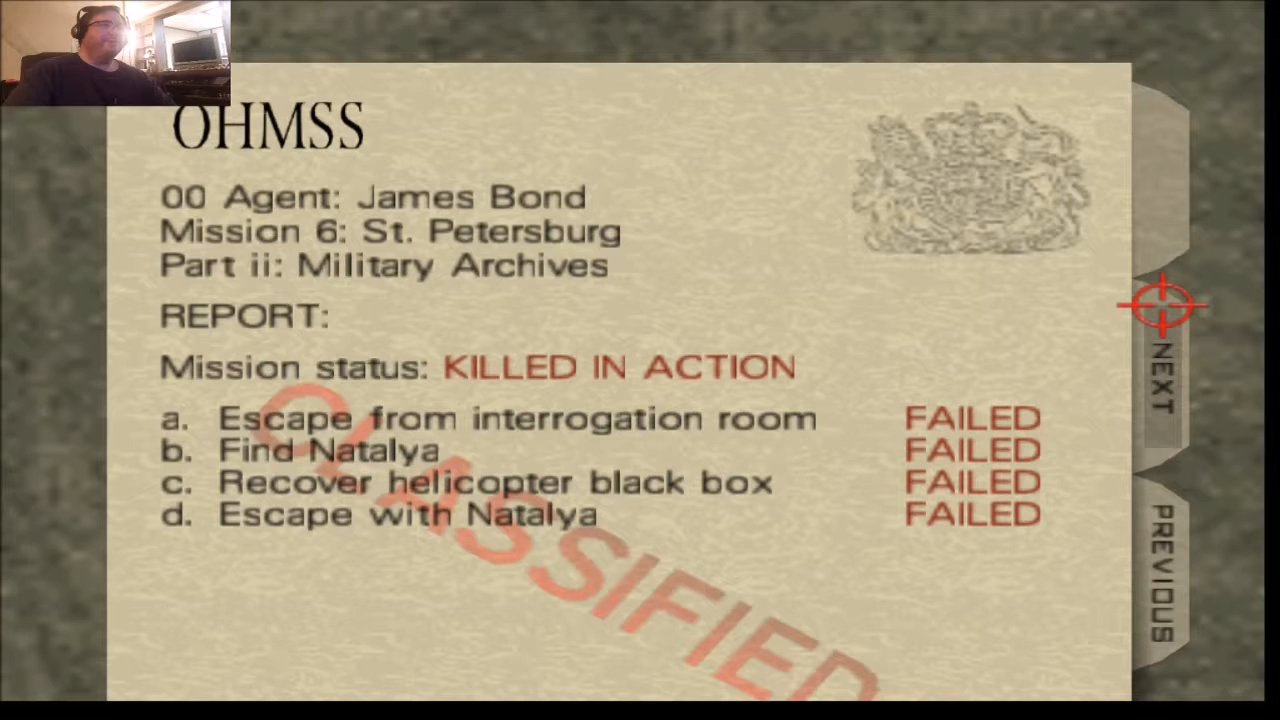 OHMSS
00 Agent: James Bond
Mission 6: St. Petersburg
Part ii: Military Archives
REPORT:
Mission status: KILLED IN ACTION
a. Escape from interrogation room FAILED
b. Find Natalya FAILED
c. Recover helicopter black box FAILED
d. Escape with Natalya FAILED
CLASSIFIED
NEXT
PREVIOUS